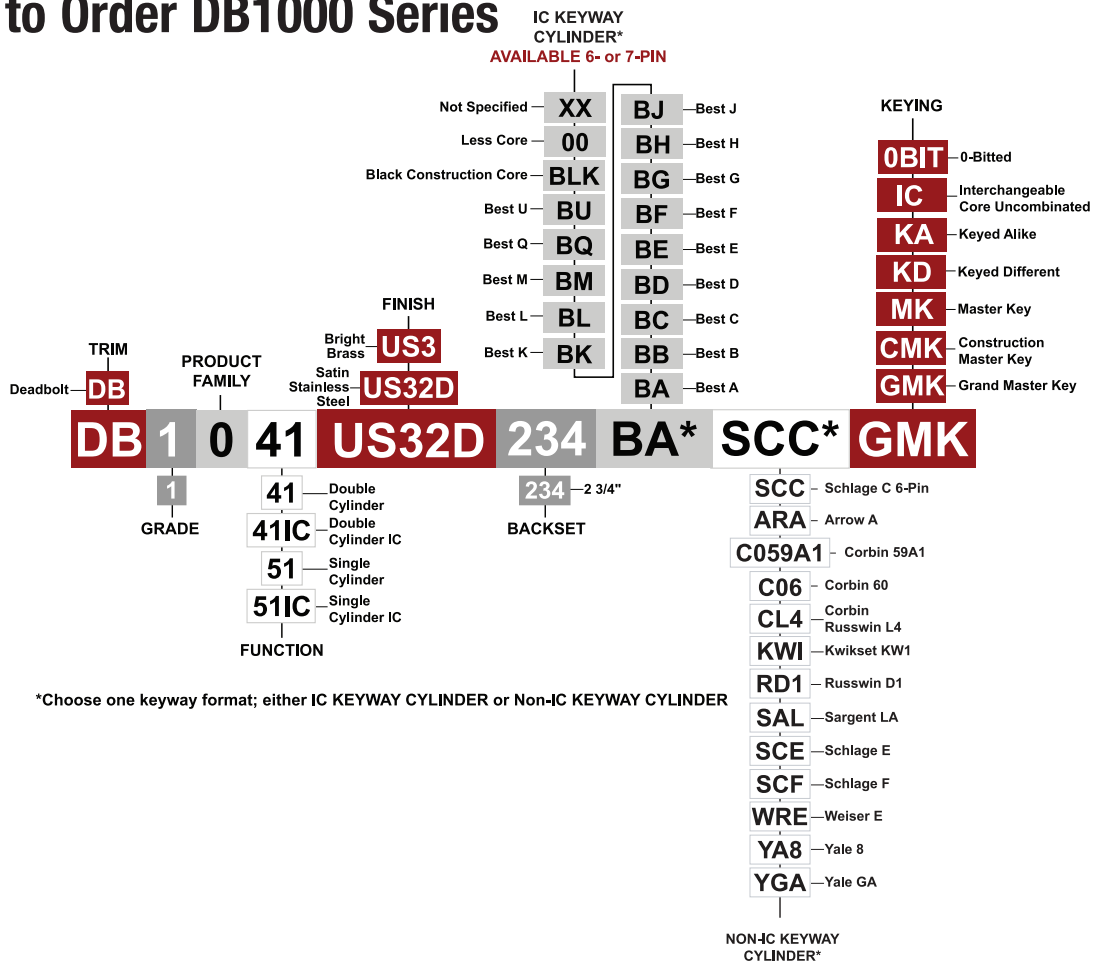 to Order DB1000 Series
IC KEYWAY
CYLINDER*
AVAILABLE 6- or 7-PIN
Not Specified
XX
Less Core
00
Black Construction Core
BLK
Best U
BU
Best Q
BQ
Best M
BM
Best L
BL
Best K
BK
BJ
Best J
BH
Best H
BG
Best G
BF
Best F
BE
Best E
BD
Best D
BC
Best C
BB
Best B
BA
Best A
KEYING
0BIT
0-Bitted
IC
Interchangeable
Core Uncombinated
KA
Keyed Alike
KD
Keyed Different
MK
Master Key
CMK
Construction
Master Key
GMK
Grand Master Key
FINISH
Bright
Brass
US3
Satin
Stainless
Steel
US32D
TRIM
Deadbolt
DB
PRODUCT
FAMILY
DB 1 0 41 US32D 234 BA* SCC* GMK
1
GRADE
41
Double
Cylinder
41IC
Double
Cylinder IC
51
Single
Cylinder
51IC
Single
Cylinder IC
FUNCTION
234
2 3/4"
BACKSET
SCC
Schlage C 6-Pin
ARA
Arrow A
C059A1
Corbin 59A1
C06
Corbin 60
CL4
Corbin
Russwin L4
KWI
Kwikset KW1
RD1
Russwin D1
SAL
Sargent LA
SCE
Schlage E
SCF
Schlage F
WRE
Weiser E
YA8
Yale 8
YGA
Yale GA
NON-IC KEYWAY
CYLINDER*
*Choose one keyway format; either IC KEYWAY CYLINDER or Non-IC KEYWAY CYLINDER